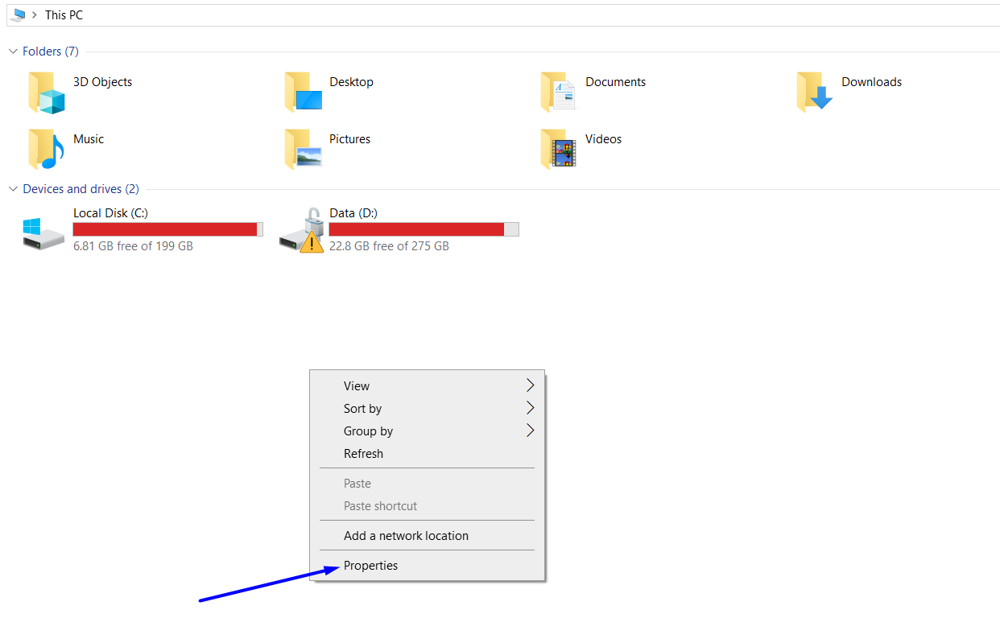 This PC
Folders (7)
3D Objects
Desktop
Documents
Downloads
Music
Pictures
Videos
Devices and drives (2)
Local Disk (C:)
6.81 GB free of 199 GB
Data (D:)
22.8 GB free of 275 GB
View
Sort by
Group by
Refresh
Paste
Paste shortcut
Add a network location
Properties